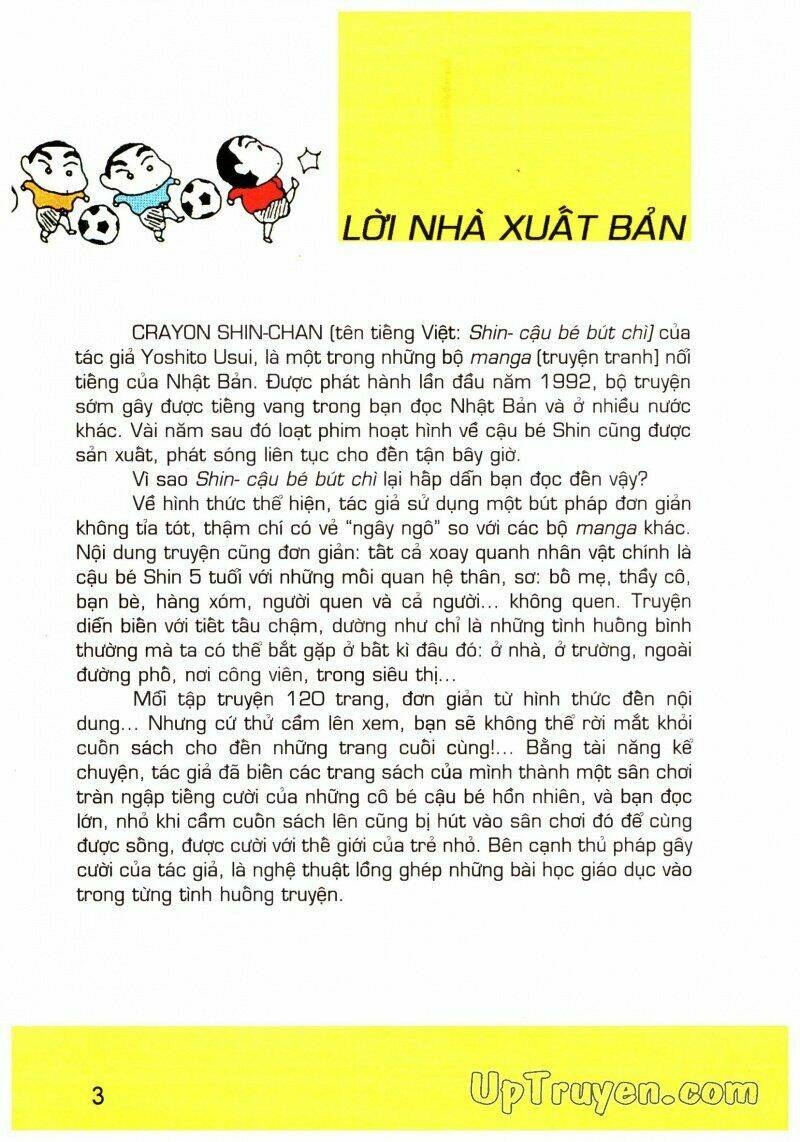 LỜI NHÀ XUẤT BẢN
CRAYON SHIN-CHAN (tên tiếng Việt: Shin- cậu bé bút chì) của
tác giả Yoshito Usui, là một trong những bộ manga (truyện tranh) nổi
tiếng của Nhật Bản. Được phát hành lần đầu năm 1992, bộ truyện
sớm gây được tiếng vang trong bạn đọc Nhật Bản và ở nhiều nước
khác. Vài năm sau đó loạt phim hoạt hình về cậu bé Shin cũng được
sản xuất, phát sóng liên tục cho đến tận bây giờ.
Vì sao Shin- cậu bé bút chì lại hấp dẫn bạn đọc đến vậy?
Về hình thức thể hiện, tác giả sử dụng một bút pháp đơn giản
không tỉa tót, thậm chí có vẻ “ngây ngô” so với các bộ manga khác.
Nội dung truyện cũng đơn giản: tất cả xoay quanh nhân vật chính là
cậu bé Shin 5 tuổi với những mối quan hệ thân, sơ: bố mẹ, thầy cô,
bạn bè, hàng xóm, người quen và cả người... không quen. Truyện
diễn biến với tiết tấu chậm, dường như chỉ là những tình huống bình
thường mà ta có thể bắt gặp ở bất kì đâu đó: ở nhà, ở trường, ngoài
đường phố, nơi công viên, trong siêu thị...
Mỗi tập truyện 120 trang, đơn giản từ hình thức đến nội
dung... Nhưng cứ thử cầm lên xem, bạn sẽ không thể rời mắt khỏi
cuốn sách cho đến những trang cuối cùng!... Bằng tài năng kể
chuyện, tác giả đã biến các trang sách của mình thành một sân chơi
tràn ngập tiếng cười của những cô bé cậu bé hồn nhiên, và bạn đọc
lớn, nhỏ khi cầm cuốn sách lên cũng bị hút vào sân chơi đó để cùng
được sống, được cười với thế giới của trẻ nhỏ. Bên cạnh thủ pháp gây
cười của tác giả, là nghệ thuật lồng ghép những bài học giáo dục vào
trong từng tình huống truyện.
3
UpTruyen.com